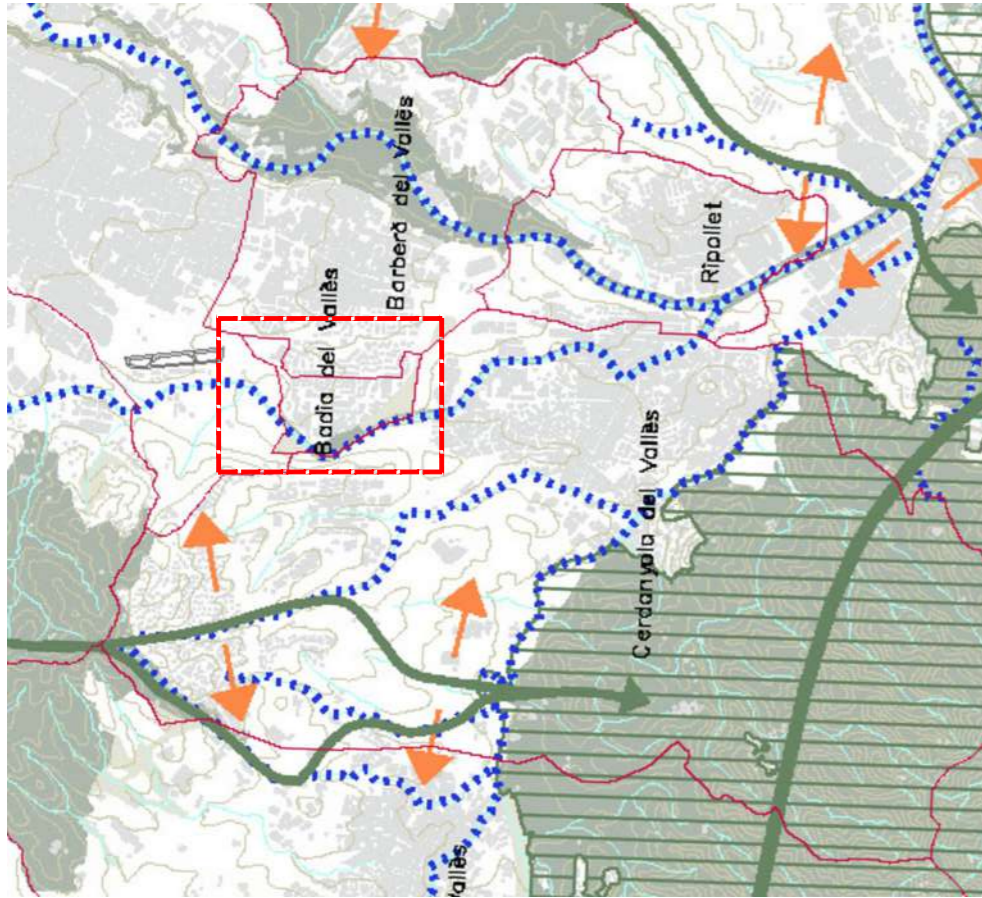 Barberà del Vallès
Ripollet
Badia del Vallès
Cerdanyola del Vallès
Vallès